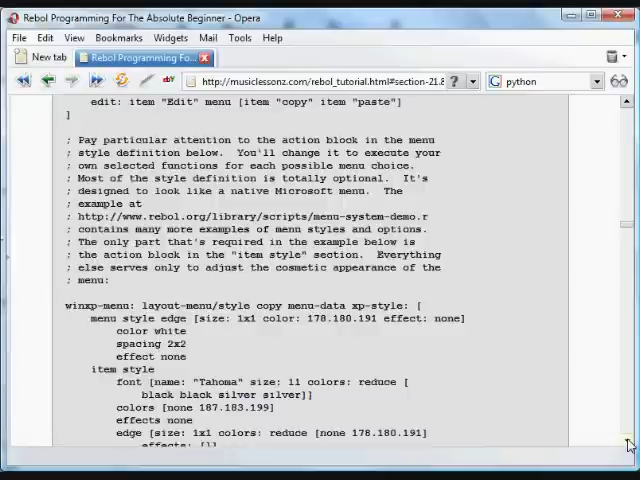 Rebol Programming For The Absolute Beginner - Opera
File Edit View Bookmarks Widgets Mail Tools Help
New tab Rebol Programming Fo...
http://musiclessonz.com/rebol_tutorial.html#section-21.8 ? python
edit: item "Edit" menu [item "copy" item "paste"]
]
; Pay particular attention to the action block in the menu
; style definition below. You'll change it to execute your
; own selected functions for each possible menu choice.
; Most of the style definition is totally optional. It's
; designed to look like a native Microsoft menu. The
; example at
; http://www.rebol.org/library/scripts/menu-system-demo.r
; contains many more examples of menu styles and options.
; The only part that's required in the example below is
; the action block in the "item style" section. Everything
; else serves only to adjust the cosmetic appearance of the
; menu:
winxp-menu: layout-menu/style copy menu-data xp-style: [
menu style edge [size: 1x1 color: 178.180.191 effect: none]
color white
spacing 2x2
effect none
item style
font [name: "Tahoma" size: 11 colors: reduce [
black black silver silver]]
colors [none 187.183.199]
effects none
edge [size: 1x1 colors: reduce [none 178.180.191]
effects: []]